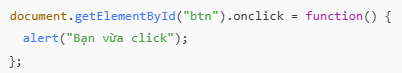 document.getElementById("btn").onclick = function() {
  alert("Bạn vừa click");
};